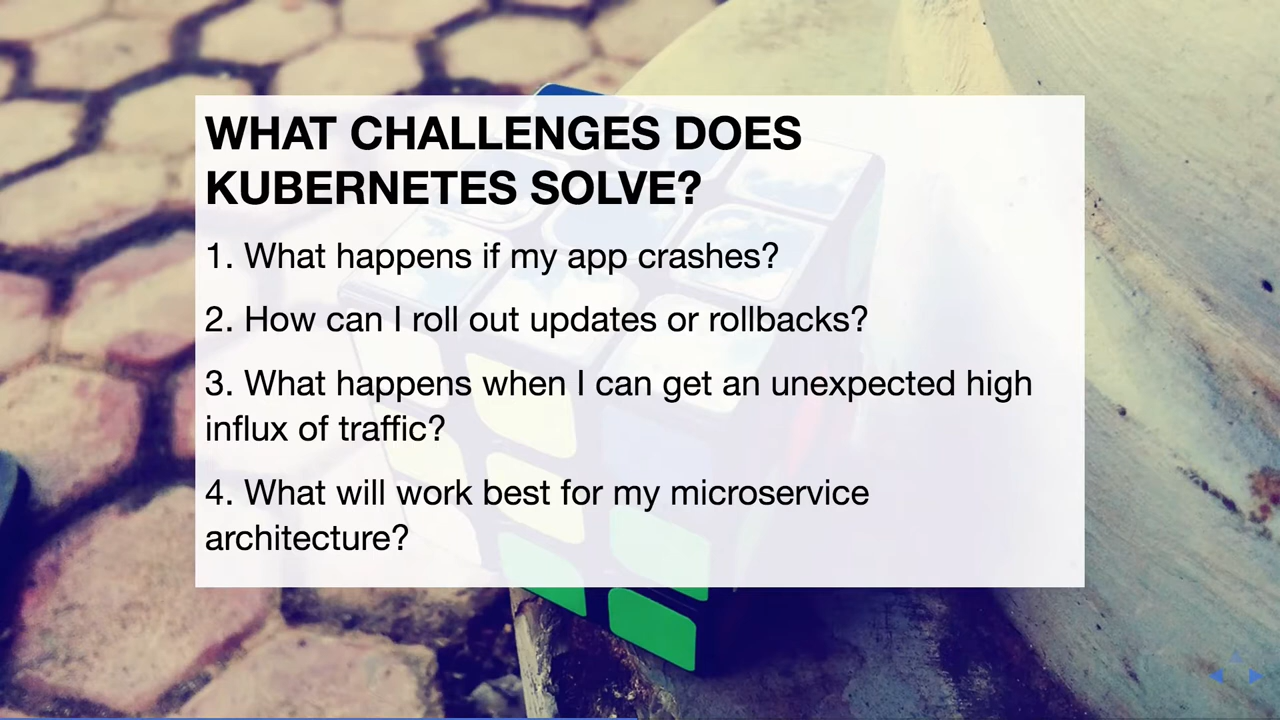 WHAT CHALLENGES DOES
KUBERNETES SOLVE?
1. What happens if my app crashes?
2. How can I roll out updates or rollbacks?
3. What happens when I can get an unexpected high
influx of traffic?
4. What will work best for my microservice
architecture?